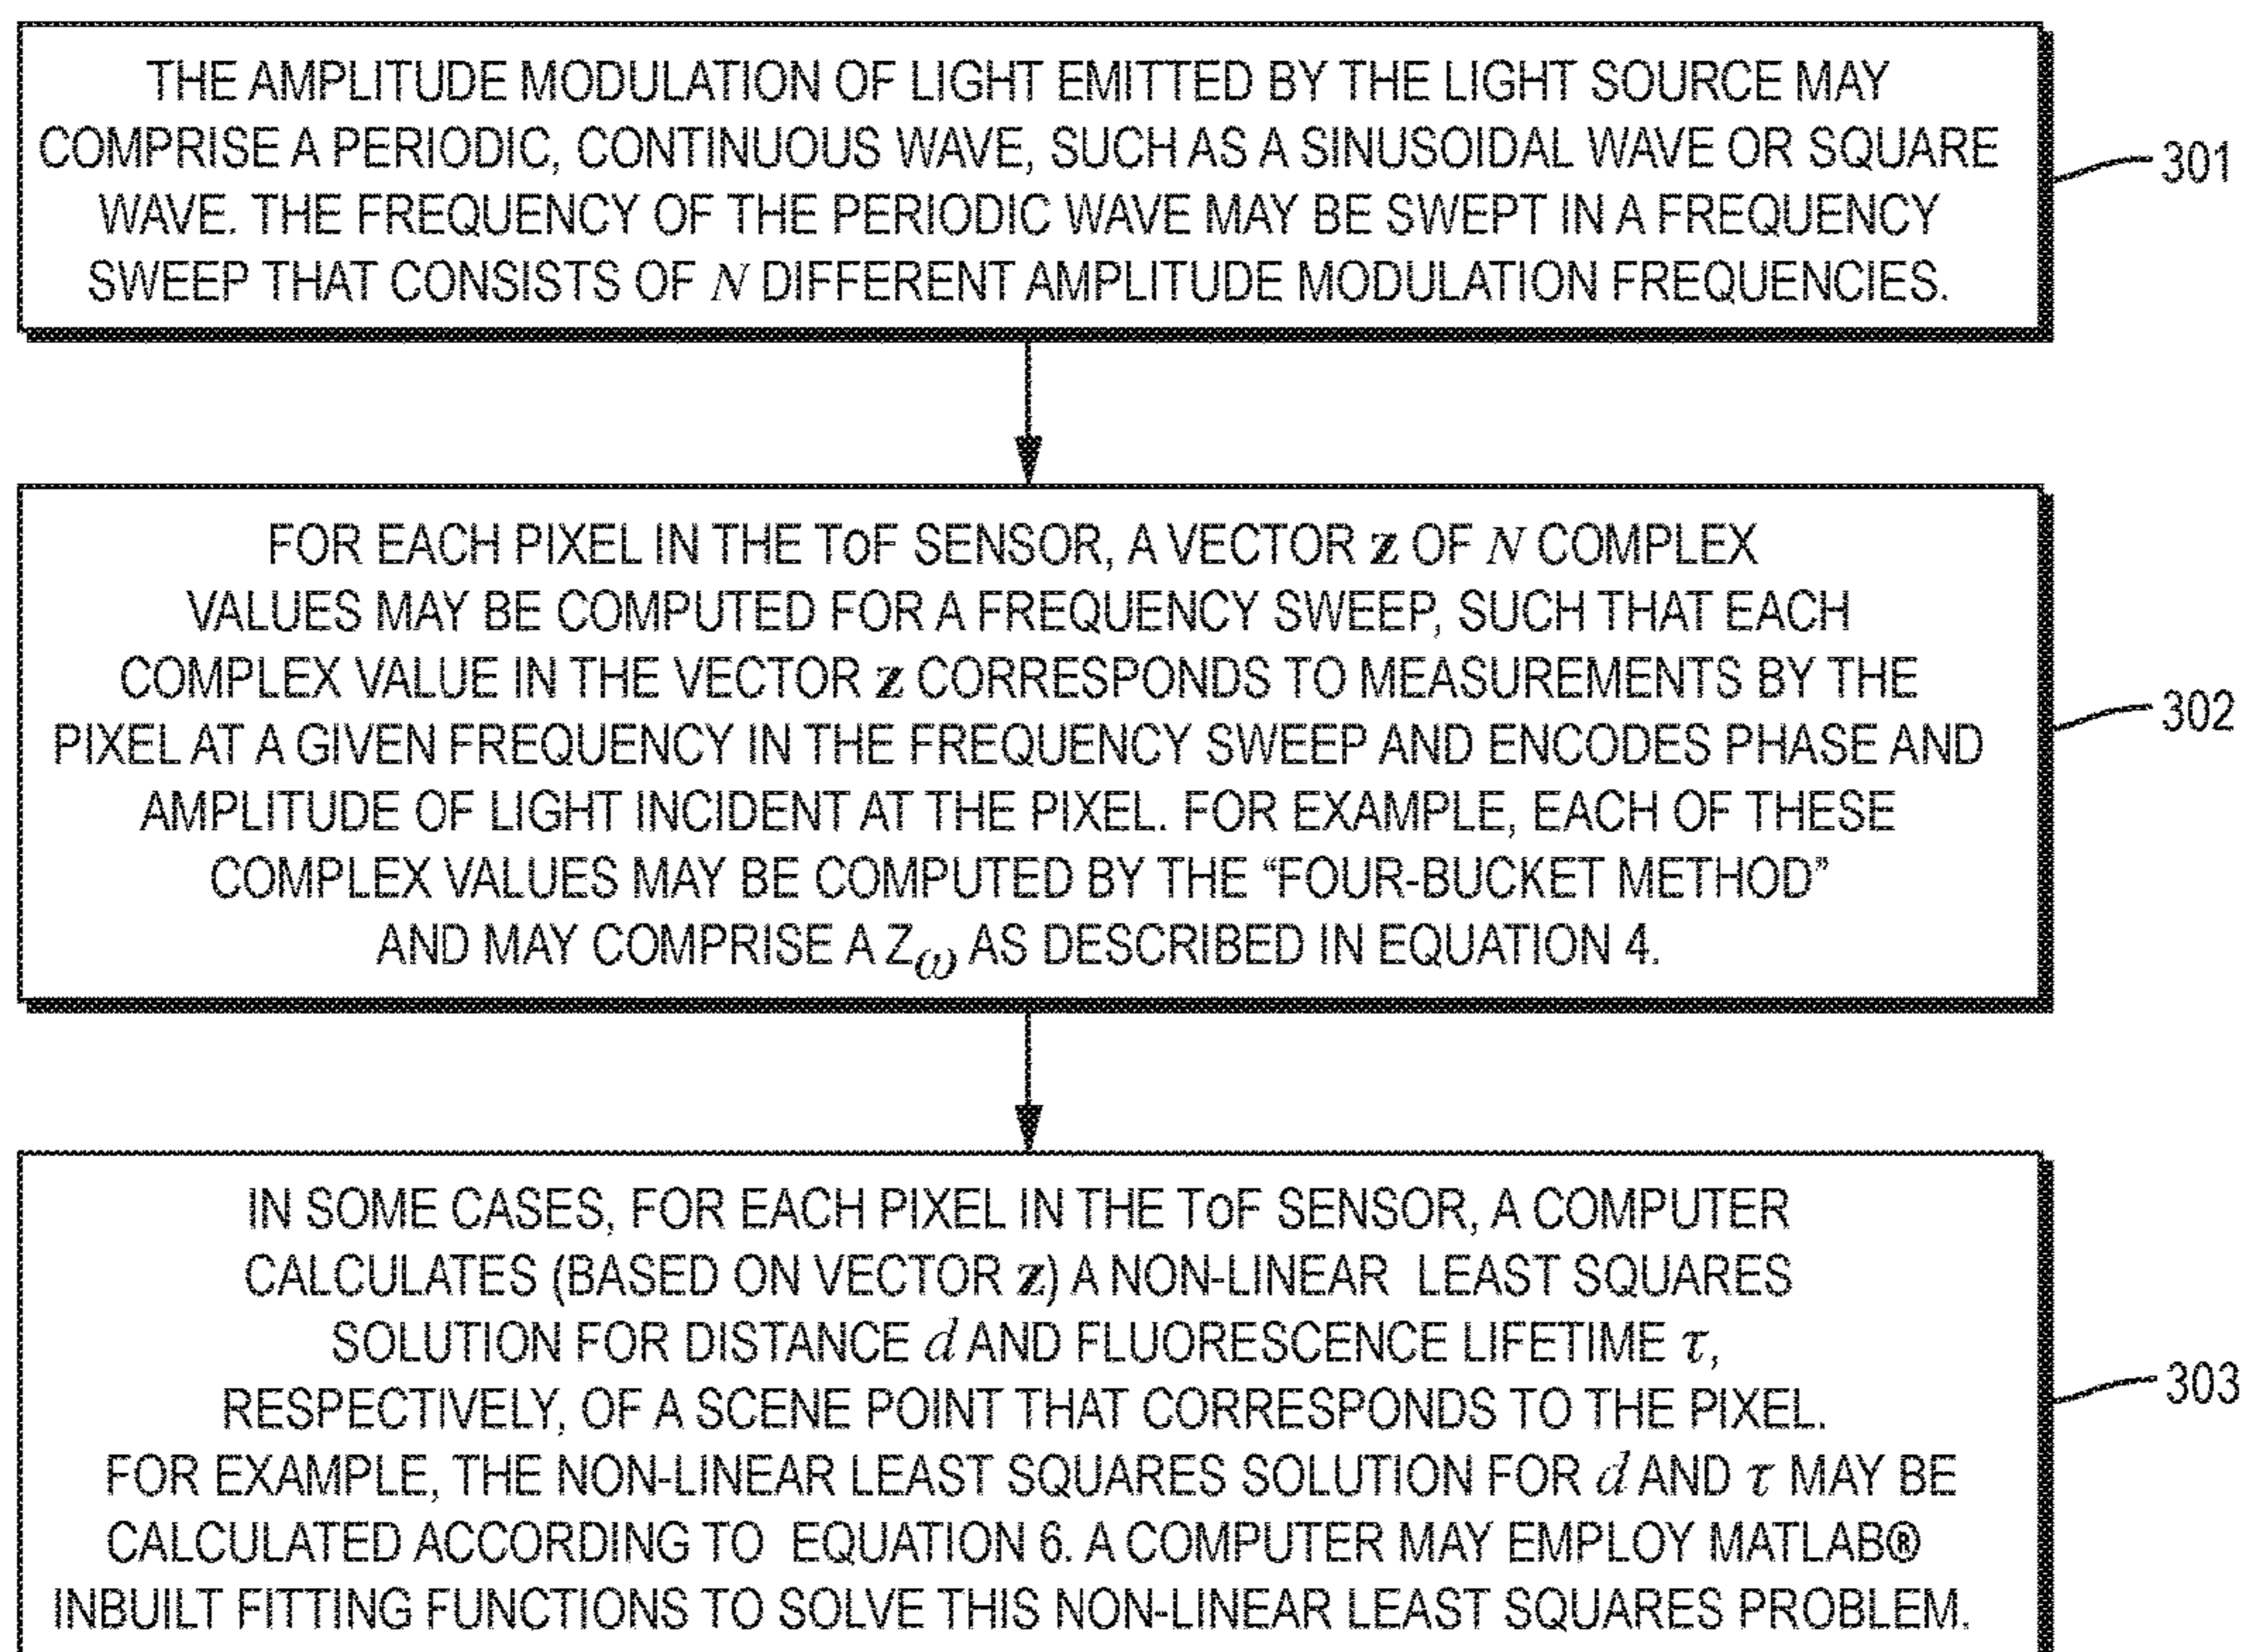 THE AMPLITUDE MODULATION OF LIGHT EMITTED BY THE LIGHT SOURCE MAY
COMPRISE A PERIODIC, CONTINUOUS WAVE, SUCH AS A SINUSOIDAL WAVE OR SQUARE
WAVE. THE FREQUENCY OF THE PERIODIC WAVE MAY BE SWEPT IN A FREQUENCY
SWEEP THAT CONSISTS OF N DIFFERENT AMPLITUDE MODULATION FREQUENCIES.
301
FOR EACH PIXEL IN THE ToF SENSOR, A VECTOR z OF N COMPLEX
VALUES MAY BE COMPUTED FOR A FREQUENCY SWEEP, SUCH THAT EACH
COMPLEX VALUE IN THE VECTOR z CORRESPONDS TO MEASUREMENTS BY THE
PIXEL AT A GIVEN FREQUENCY IN THE FREQUENCY SWEEP AND ENCODES PHASE AND
AMPLITUDE OF LIGHT INCIDENT AT THE PIXEL. FOR EXAMPLE, EACH OF THESE
COMPLEX VALUES MAY BE COMPUTED BY THE “FOUR-BUCKET METHOD”
AND MAY COMPRISE A Zω AS DESCRIBED IN EQUATION 4.
302
IN SOME CASES, FOR EACH PIXEL IN THE ToF SENSOR, A COMPUTER
CALCULATES (BASED ON VECTOR z) A NON-LINEAR LEAST SQUARES
SOLUTION FOR DISTANCE d AND FLUORESCENCE LIFETIME τ,
RESPECTIVELY, OF A SCENE POINT THAT CORRESPONDS TO THE PIXEL.
FOR EXAMPLE, THE NON-LINEAR LEAST SQUARES SOLUTION FOR d AND τ MAY BE
CALCULATED ACCORDING TO EQUATION 6. A COMPUTER MAY EMPLOY MATLAB®
INBUILT FITTING FUNCTIONS TO SOLVE THIS NON-LINEAR LEAST SQUARES PROBLEM.
303